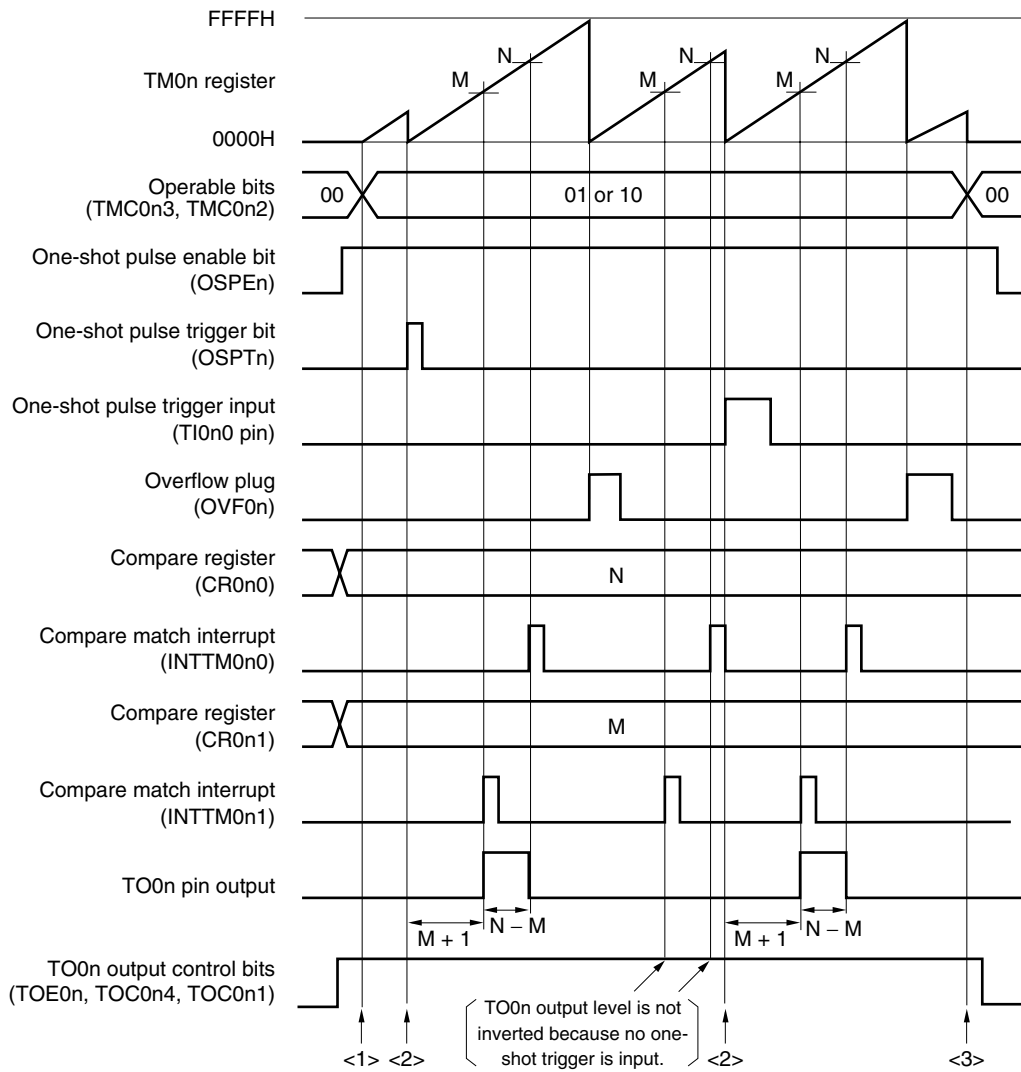 FFFFH
TM0n register
N
M
N
M
N
M
0000H
Operable bits
(TMC0n3, TMC0n2)
00
01 or 10
00
One-shot pulse enable bit
(OSPEn)
One-shot pulse trigger bit
(OSPTn)
One-shot pulse trigger input
(TI0n0 pin)
Overflow plug
(OVF0n)
Compare register
(CR0n0)
N
Compare match interrupt
(INTTM0n0)
Compare register
(CR0n1)
M
Compare match interrupt
(INTTM0n1)
TO0n pin output
M + 1
N – M
M + 1
N – M
TO0n output control bits
(TOE0n, TOC0n4, TOC0n1)
TO0n output level is not
inverted because no one-
shot trigger is input.
<1> <2> <2> <3>